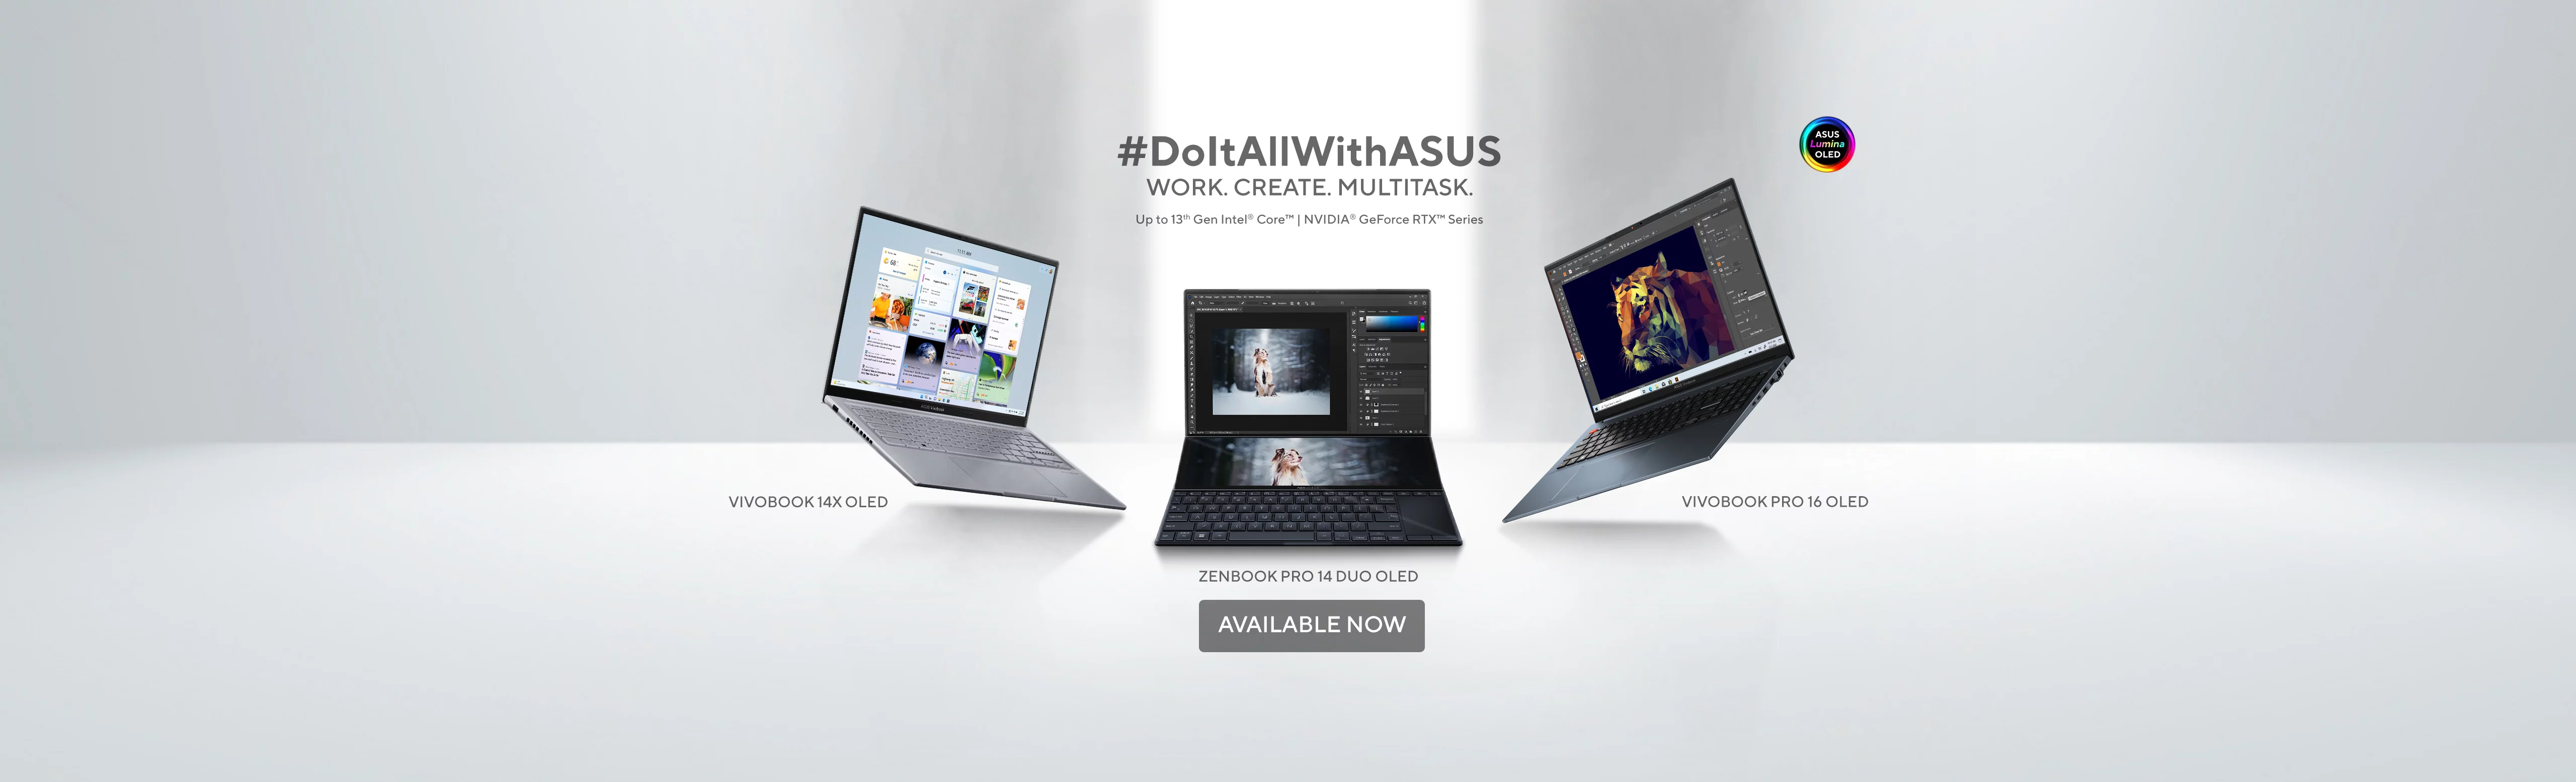 #DoItAllWithASUS
WORK. CREATE. MULTITASK.
Up to 13th Gen Intel® Core™ | NVIDIA® GeForce RTX™ Series
ASUS
Lumina
OLED
VIVOBOOK 14X OLED
VIVOBOOK PRO 16 OLED
ZENBOOK PRO 14 DUO OLED
AVAILABLE NOW